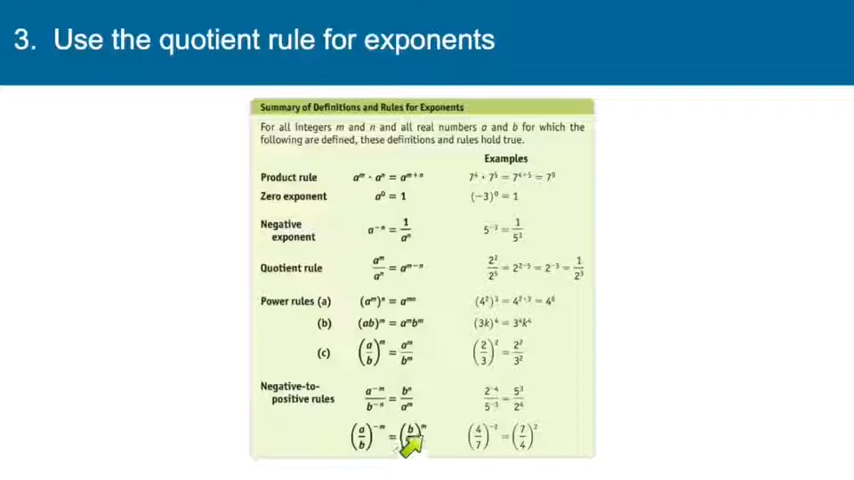 3. Use the quotient rule for exponents
Summary of Definitions and Rules for Exponents
For all integers m and n and all real numbers a and b for which the
following are defined, these definitions and rules hold true.
Examples
Product rule aᵐ · aⁿ = aᵐ⁺ⁿ 7⁴ · 7⁵ = 7⁴⁺⁵ = 7⁹
Zero exponent a⁰ = 1 (−3)⁰ = 1
Negative exponent a⁻ⁿ = 1/aⁿ 5⁻³ = 1/5³
Quotient rule aᵐ/aⁿ = aᵐ⁻ⁿ 2²/2⁵ = 2²⁻⁵ = 2⁻³ = 1/2³
Power rules (a) (aᵐ)ⁿ = aᵐⁿ (4²)³ = 4²·³ = 4⁶
(b) (ab)ᵐ = aᵐbᵐ (3k)⁴ = 3⁴k⁴
(c) (a/b)ᵐ = aᵐ/bᵐ (2/3)² = 2²/3²
Negative-to-positive rules a⁻ᵐ/b⁻ⁿ = bⁿ/aᵐ 2⁻⁴/5⁻³ = 5³/2⁴
(a/b)⁻ᵐ = (b/ )ᵐ (4/7)⁻² = (7/4)²